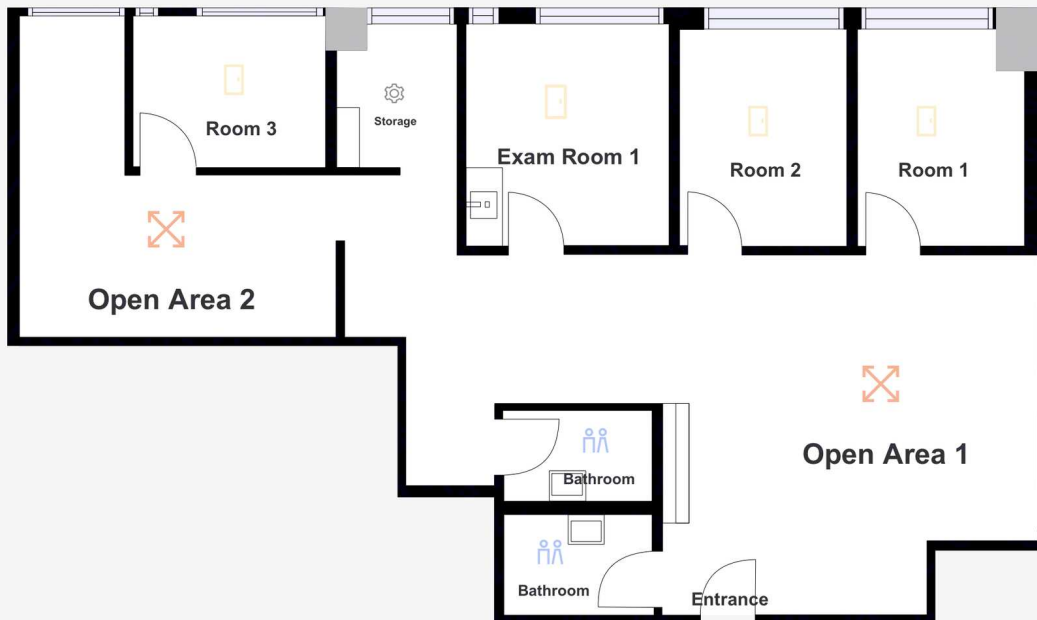 Room 3
Storage
Exam Room 1
Room 2
Room 1
Open Area 2
Open Area 1
Bathroom
Bathroom
Entrance